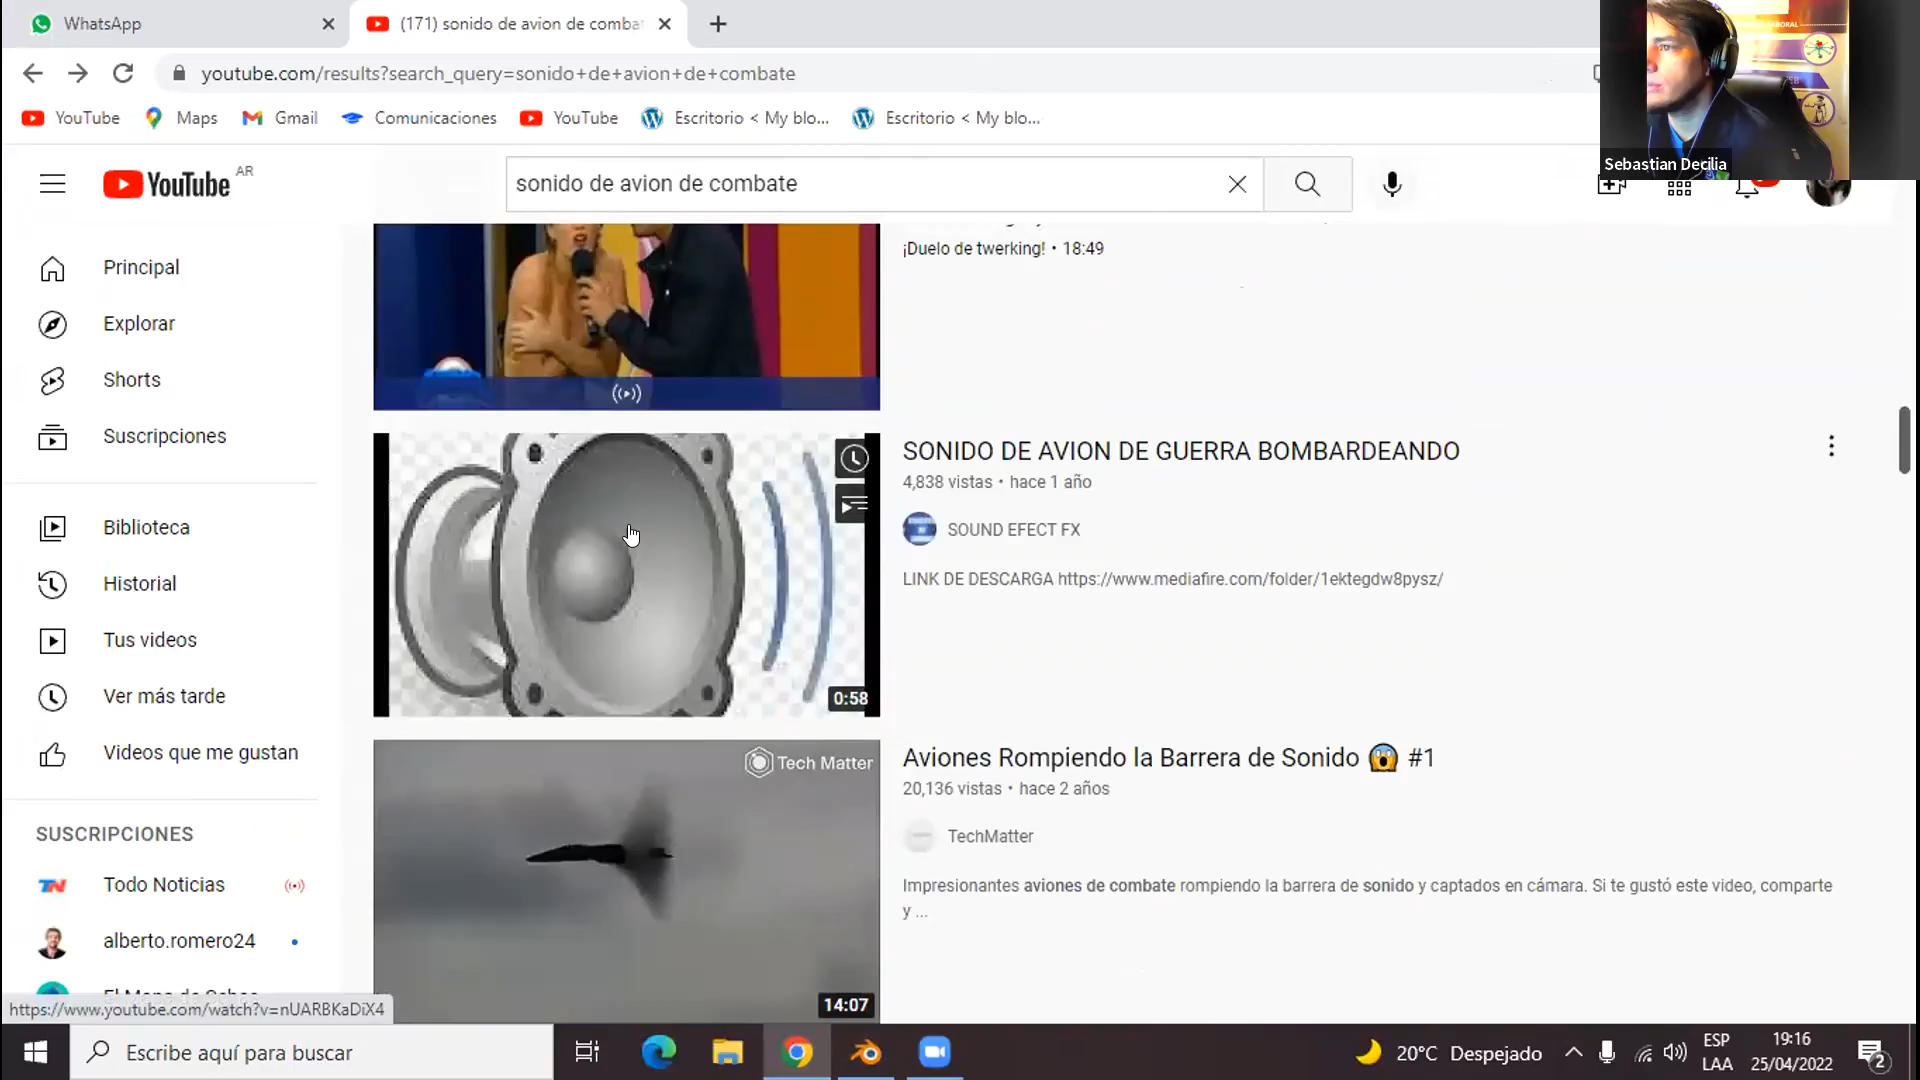 WhatsApp
(171) sonido de avion de comba
youtube.com/results?search_query=sonido+de+avion+de+combate
YouTube
Maps
Gmail
Comunicaciones
YouTube
Escritorio < My blo...
Escritorio < My blo...
Sebastian Decilia
YouTube AR
sonido de avion de combate
Principal
Explorar
Shorts
Suscripciones
Biblioteca
Historial
Tus videos
Ver más tarde
Videos que me gustan
SUSCRIPCIONES
Todo Noticias
alberto.romero24
https://www.youtube.com/watch?v=nUARBKaDiX4
¡Duelo de twerking! • 18:49
0:58
SONIDO DE AVION DE GUERRA BOMBARDEANDO
4,838 vistas • hace 1 año
SOUND EFECT FX
LINK DE DESCARGA https://www.mediafire.com/folder/1ektegdw8pysz/
Tech Matter
14:07
Aviones Rompiendo la Barrera de Sonido 😱 #1
20,136 vistas • hace 2 años
TechMatter
Impresionantes aviones de combate rompiendo la barrera de sonido y captados en cámara. Si te gustó este video, comparte
y ...
Escribe aquí para buscar
20°C Despejado
ESP
LAA
19:16
25/04/2022
2